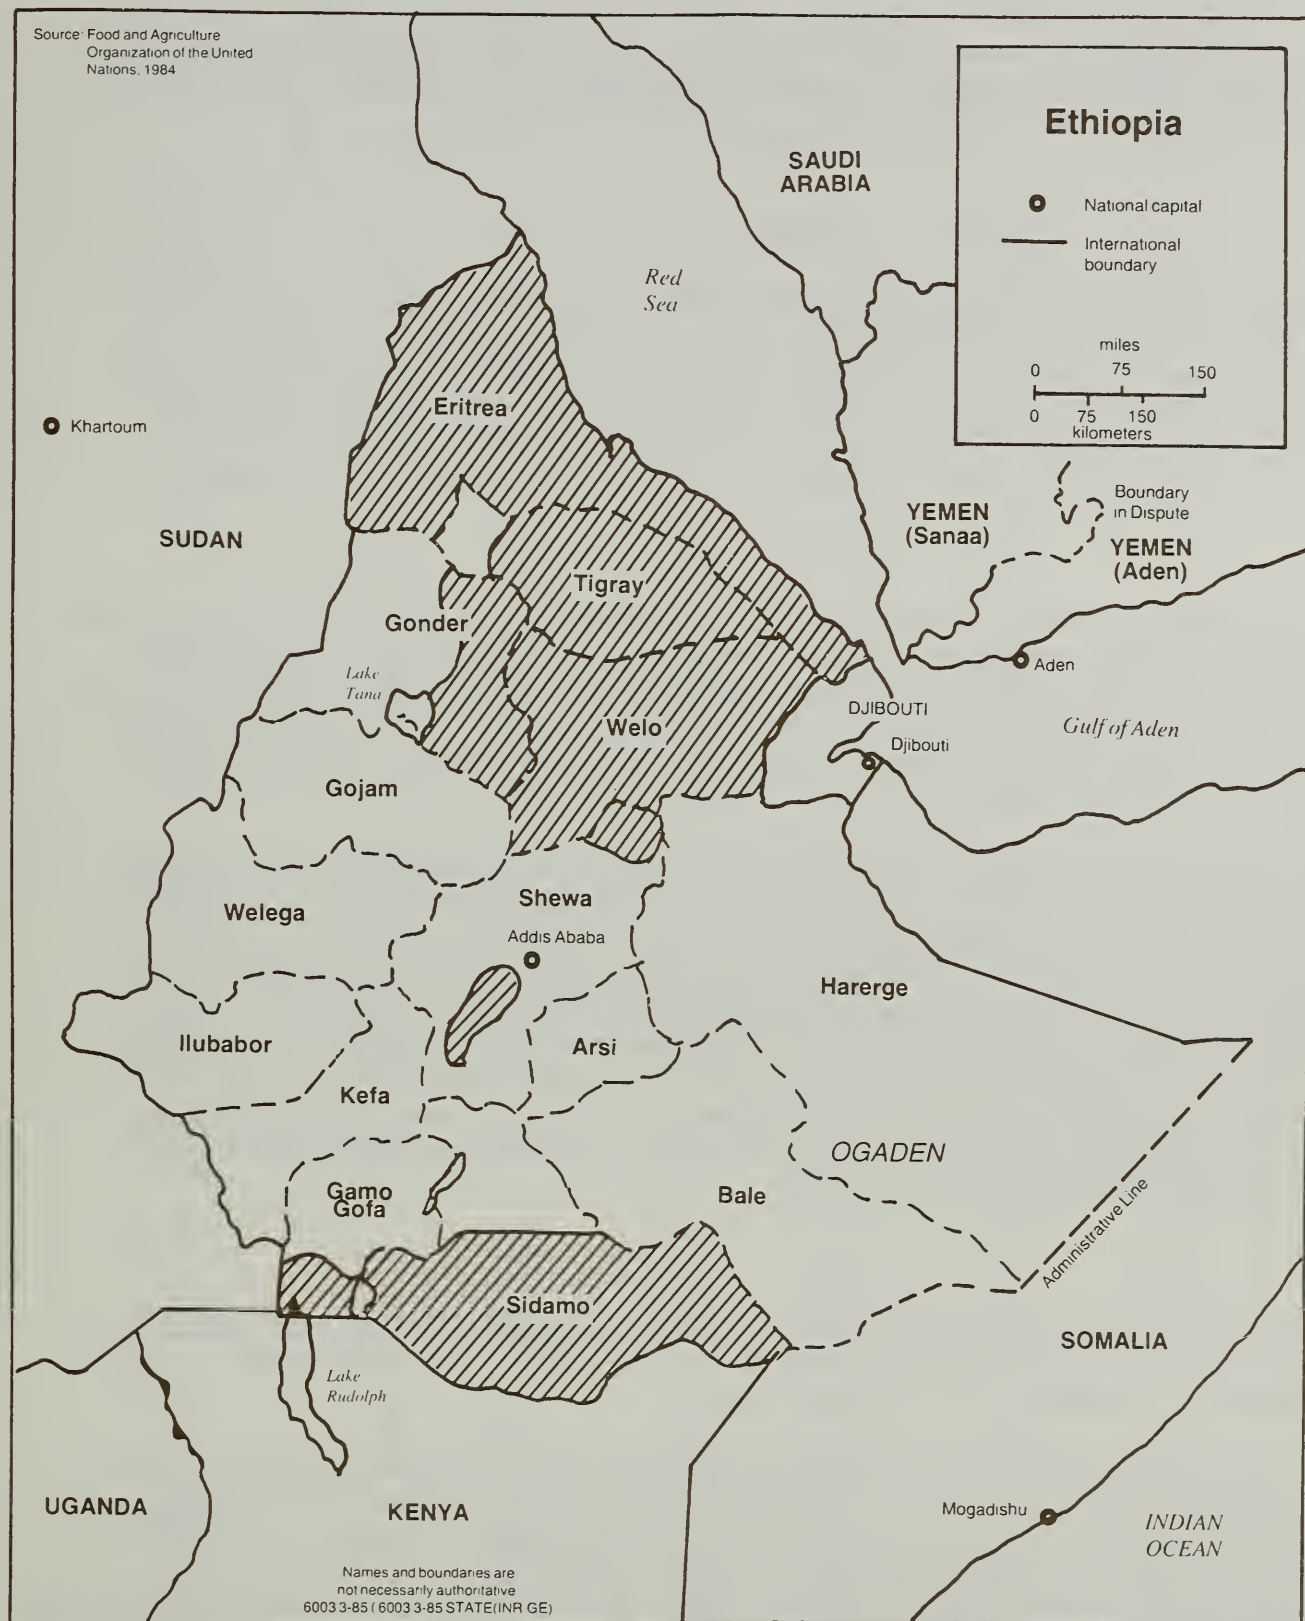 Source: Food and Agriculture
Organization of the United
Nations, 1984
Ethiopia
National capital
International
boundary
miles
0 75 150
0 75 150
kilometers
SAUDI
ARABIA
Red
Sea
Eritrea
Khartoum
SUDAN
YEMEN
(Sanaa)
Boundary
in Dispute
YEMEN
(Aden)
Tigray
Gonder
Lake
Tana
Aden
DJIBOUTI
Welo
Gulf of Aden
Djibouti
Gojam
Shewa
Welega
Addis Ababa
Harerge
Ilubabor
Arsi
Kefa
OGADEN
Gamo
Gofa
Bale
Administrative Line
Sidamo
SOMALIA
Lake
Rudolph
UGANDA
KENYA
Mogadishu
INDIAN
OCEAN
Names and boundaries are
not necessarily authoritative
6003 3-85 ( 6003 3-85 STATE(INR GE)